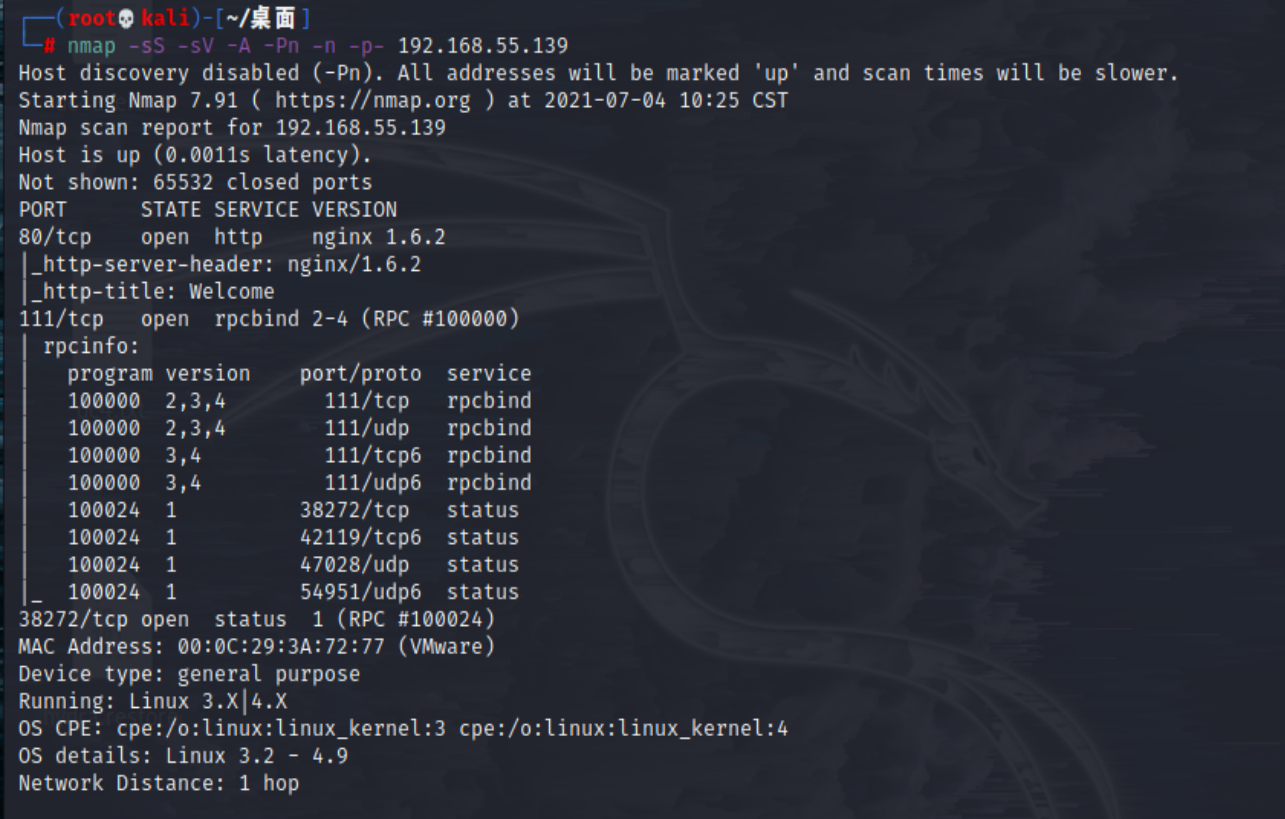 ┌──(root💀kali)-[~/桌面]
└─# nmap -sS -sV -A -Pn -n -p- 192.168.55.139
Host discovery disabled (-Pn). All addresses will be marked 'up' and scan times will be slower.
Starting Nmap 7.91 ( https://nmap.org ) at 2021-07-04 10:25 CST
Nmap scan report for 192.168.55.139
Host is up (0.0011s latency).
Not shown: 65532 closed ports
PORT      STATE SERVICE VERSION
80/tcp    open  http    nginx 1.6.2
|_http-server-header: nginx/1.6.2
|_http-title: Welcome
111/tcp   open  rpcbind 2-4 (RPC #100000)
| rpcinfo:
|   program version    port/proto  service
|   100000  2,3,4        111/tcp   rpcbind
|   100000  2,3,4        111/udp   rpcbind
|   100000  3,4          111/tcp6  rpcbind
|   100000  3,4          111/udp6  rpcbind
|   100024  1          38272/tcp   status
|   100024  1          42119/tcp6  status
|   100024  1          47028/udp   status
|_  100024  1          54951/udp6  status
38272/tcp open  status  1 (RPC #100024)
MAC Address: 00:0C:29:3A:72:77 (VMware)
Device type: general purpose
Running: Linux 3.X|4.X
OS CPE: cpe:/o:linux:linux_kernel:3 cpe:/o:linux:linux_kernel:4
OS details: Linux 3.2 - 4.9
Network Distance: 1 hop